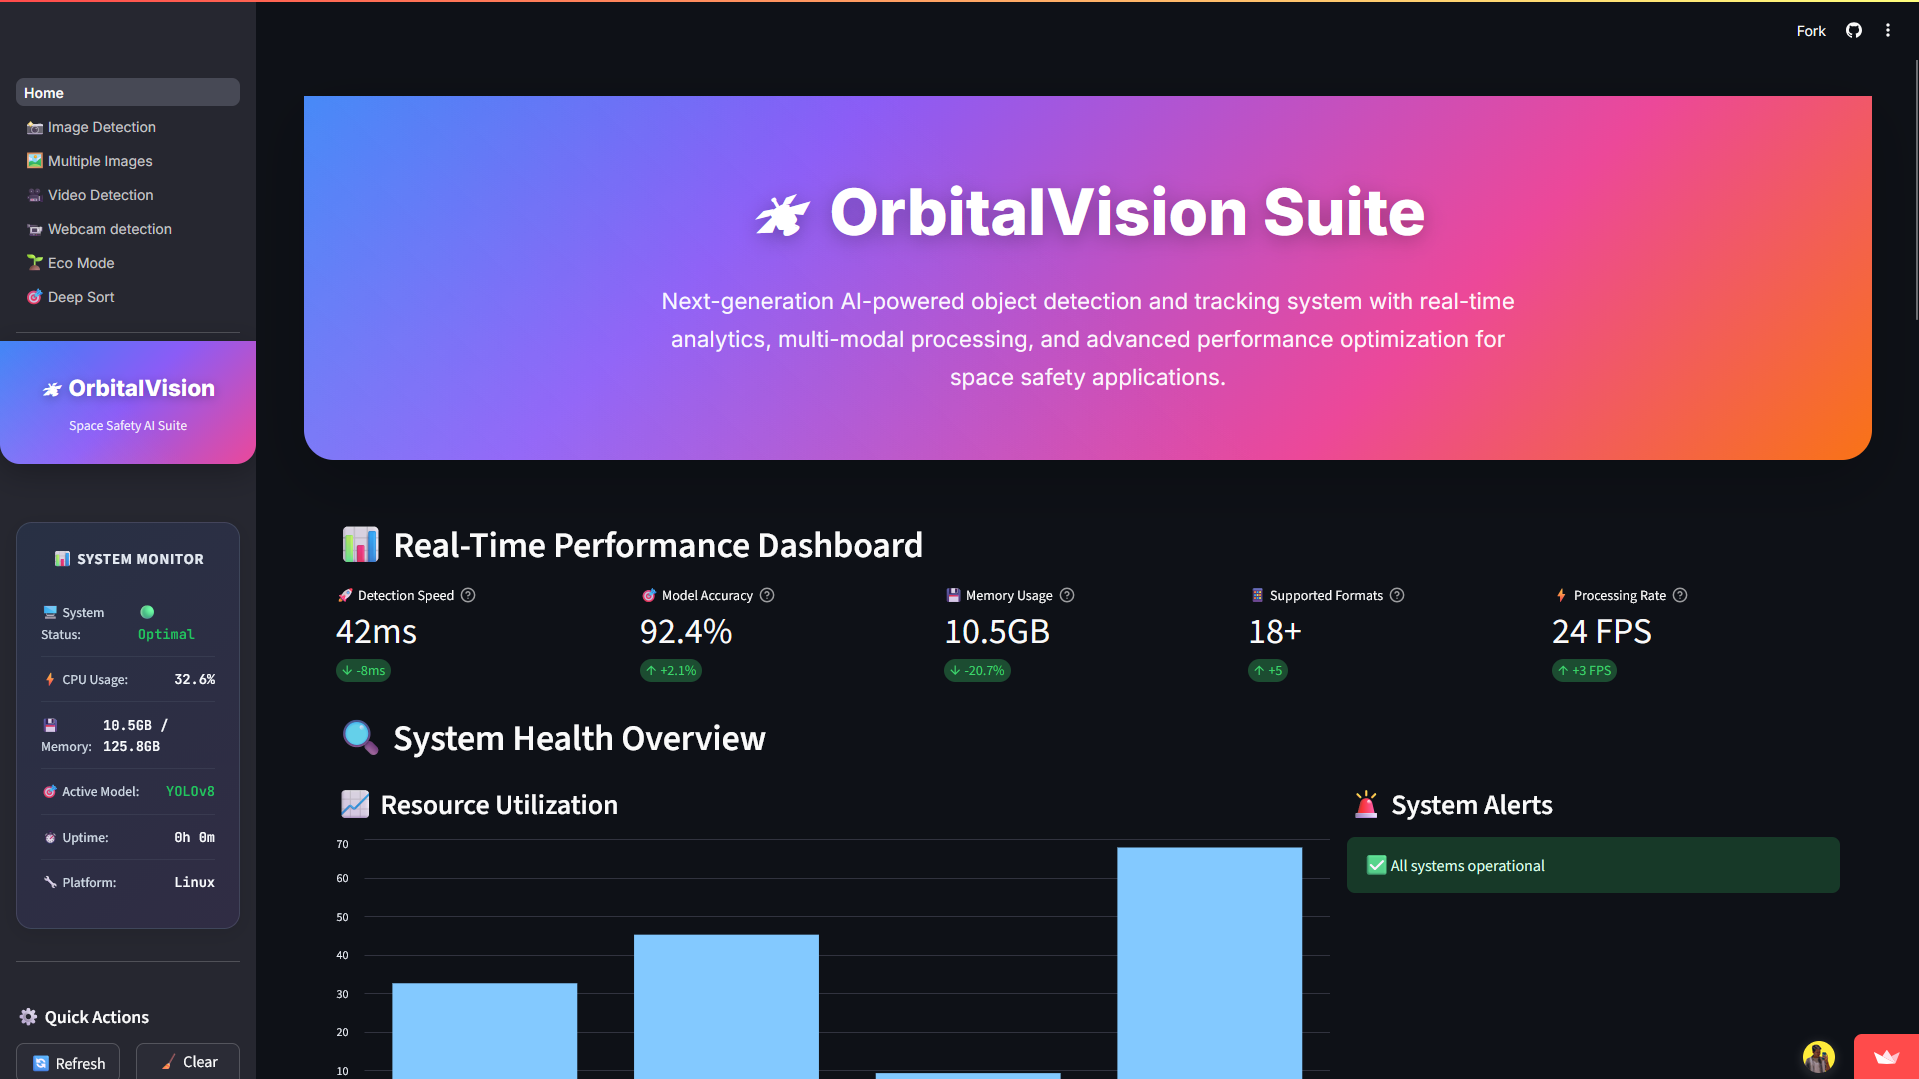 Fork
Home
Image Detection
Multiple Images
Video Detection
Webcam detection
Eco Mode
Deep Sort
OrbitalVision
Space Safety AI Suite
SYSTEM MONITOR
System Status: Optimal
CPU Usage: 32.6%
Memory: 10.5GB / 125.8GB
Active Model: YOLOv8
Uptime: 0h 0m
Platform: Linux
Quick Actions
Refresh
Clear
OrbitalVision Suite
Next-generation AI-powered object detection and tracking system with real-time
analytics, multi-modal processing, and advanced performance optimization for
space safety applications.
Real-Time Performance Dashboard
Detection Speed
42ms
-8ms
Model Accuracy
92.4%
+2.1%
Memory Usage
10.5GB
-20.7%
Supported Formats
18+
+5
Processing Rate
24 FPS
+3 FPS
System Health Overview
Resource Utilization
70
60
50
40
30
20
10
System Alerts
All systems operational